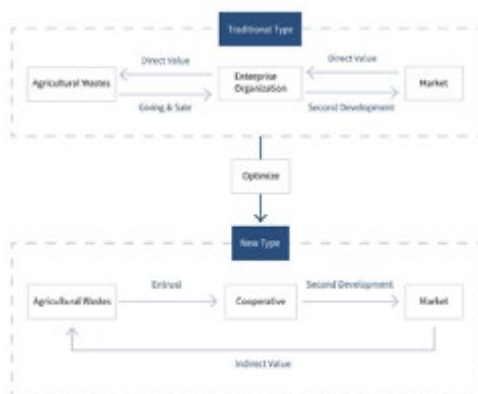 Traditional Type
Direct Value
Direct Value
Agricultural Wastes
Enterprise
Organization
Market
Giving & Sale
Second Development
Optimize
New Type
Entrust
Second Development
Agricultural Wastes
Cooperative
Market
Indirect Value